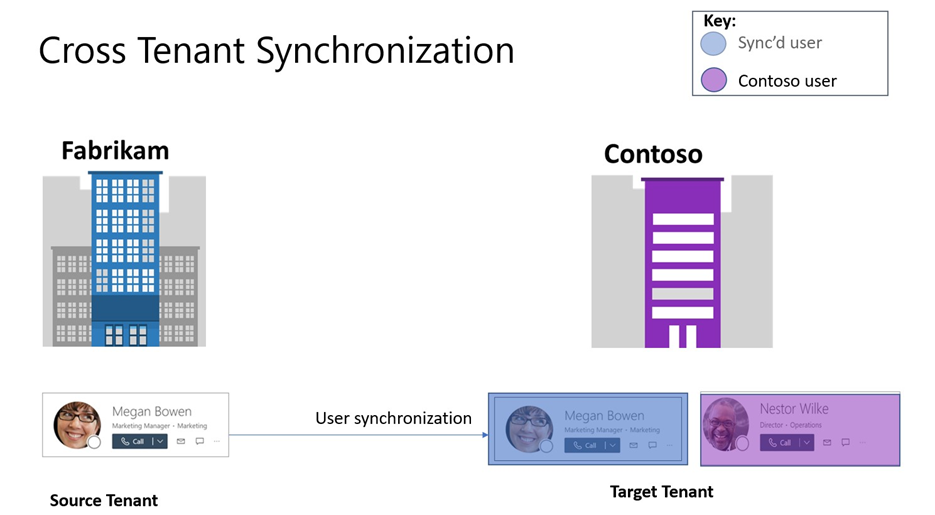 Cross Tenant Synchronization
Key:
Sync’d user
Contoso user
Fabrikam
Contoso
Megan Bowen
Marketing Manager - Marketing
Call
User synchronization
Megan Bowen
Marketing Manager - Marketing
Call
Nestor Wilke
Director - Operations
Call
Source Tenant
Target Tenant